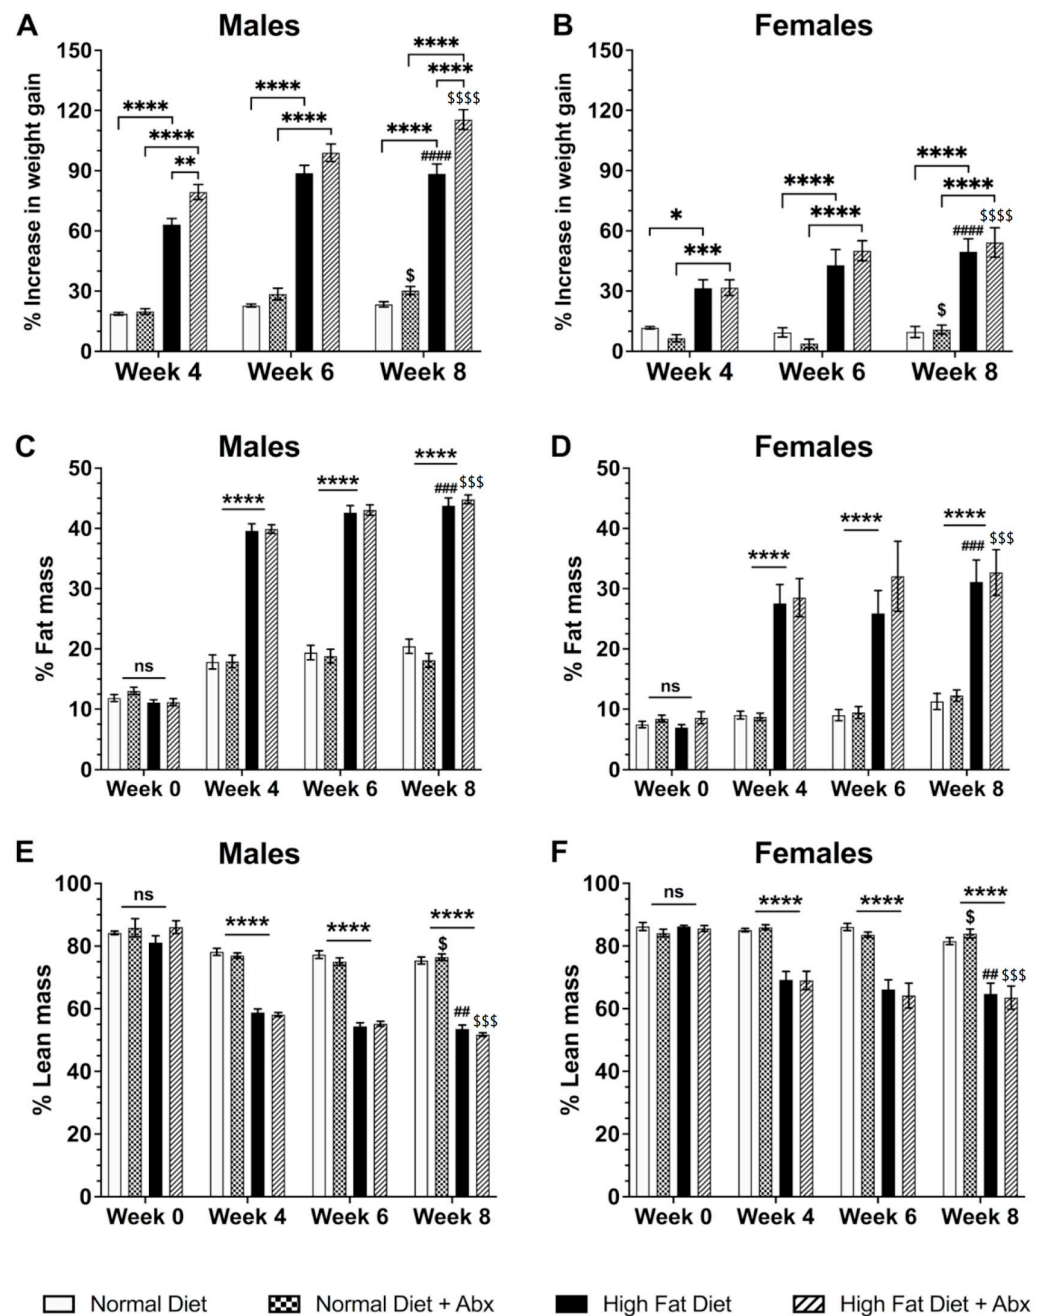 A Males
% Increase in weight gain
150
120
90
60
30
0
**** **** **
**** ****
**** **** ****
#### $ $$$$
Week 4 Week 6 Week 8
B Females
% Increase in weight gain
150
120
90
60
30
0
* ***
**** ****
**** ****
#### $ $$$$
Week 4 Week 6 Week 8
C Males
% Fat mass
50
40
30
20
10
0
ns **** **** ****
### $$$
Week 0 Week 4 Week 6 Week 8
D Females
% Fat mass
50
40
30
20
10
0
ns **** **** ****
### $$$
Week 0 Week 4 Week 6 Week 8
E Males
% Lean mass
100
80
60
40
20
0
ns **** **** ****
$ ## $$$
Week 0 Week 4 Week 6 Week 8
F Females
% Lean mass
100
80
60
40
20
0
ns **** **** ****
$ ## $$$
Week 0 Week 4 Week 6 Week 8
Normal Diet Normal Diet + Abx High Fat Diet High Fat Diet + Abx